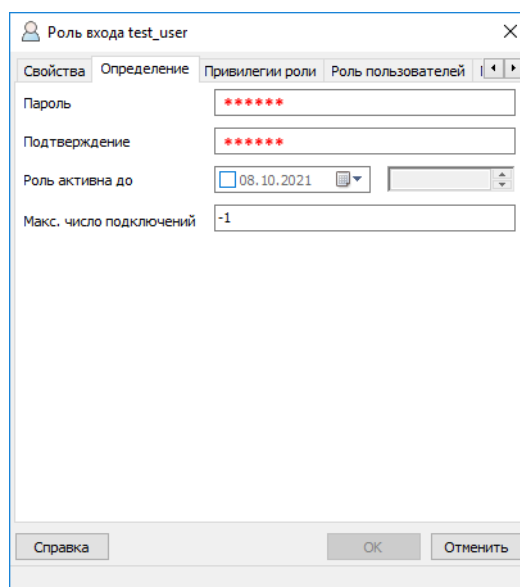 Роль входа test_user
Свойства Определение Привилегии роли Роль пользователей
Пароль ******
Подтверждение ******
Роль активна до 08.10.2021
Макс. число подключений -1
Справка ОК Отменить